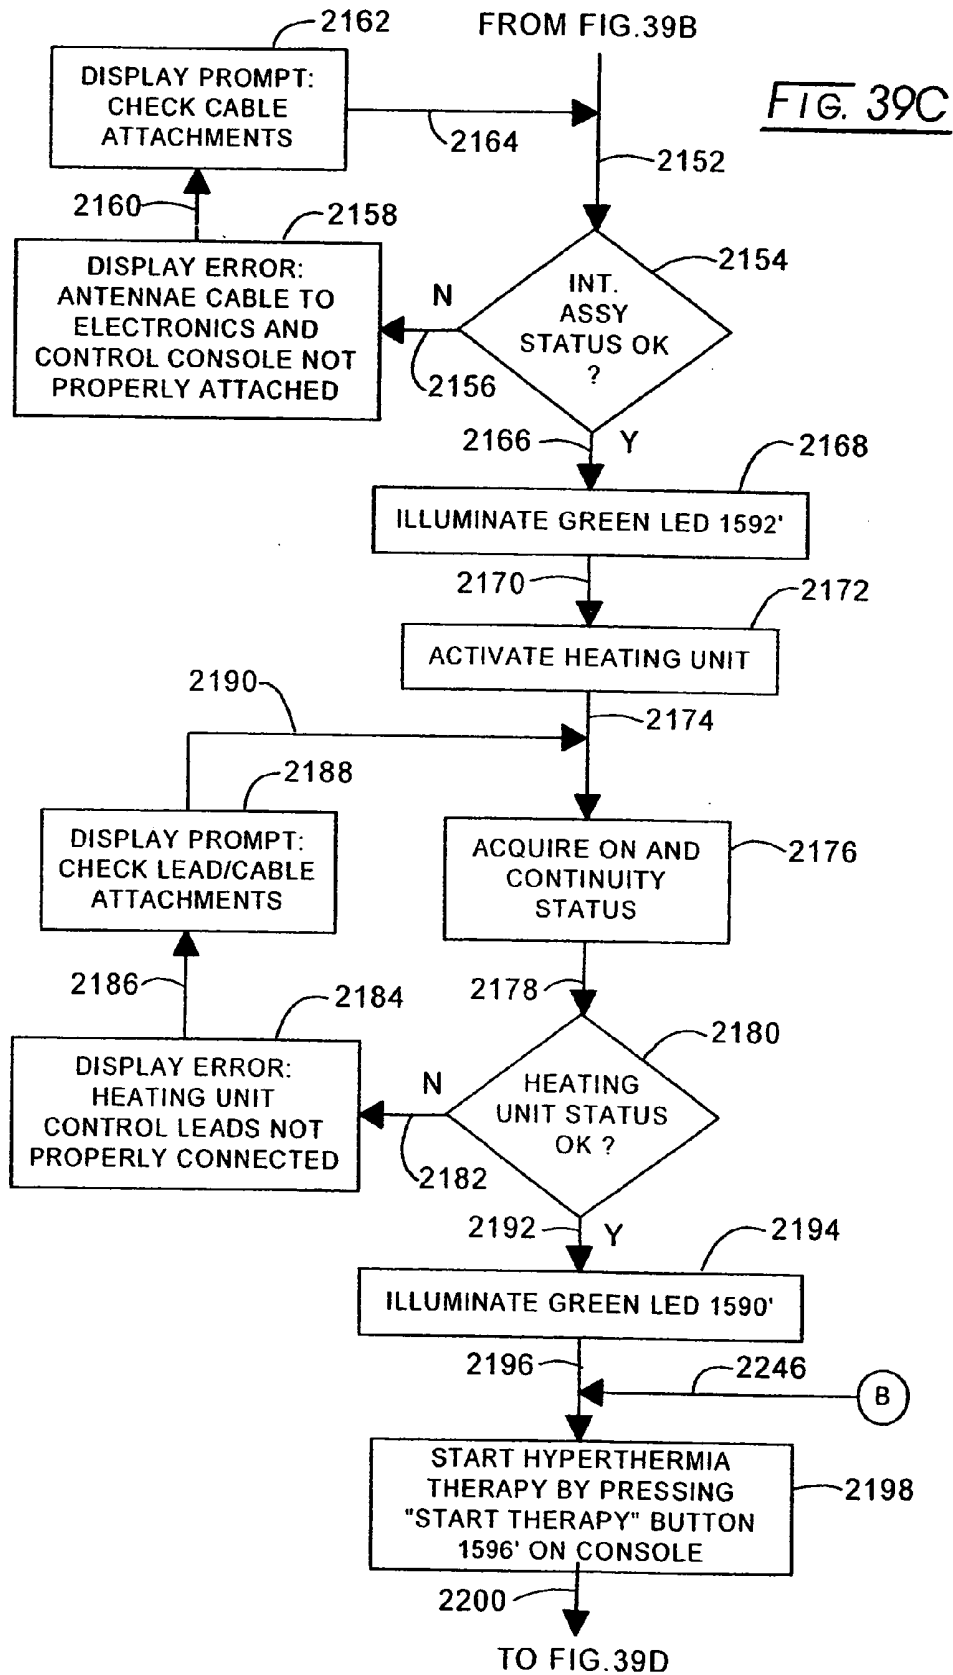 2162
FROM FIG.39B
FIG. 39C
DISPLAY PROMPT:
CHECK CABLE
ATTACHMENTS
2164
2152
2160
2158
2154
DISPLAY ERROR:
ANTENNAE CABLE TO
ELECTRONICS AND
CONTROL CONSOLE NOT
PROPERLY ATTACHED
N
2156
INT.
ASSY
STATUS OK
?
2166
Y
2168
ILLUMINATE GREEN LED 1592'
2170
2172
ACTIVATE HEATING UNIT
2190
2174
2188
DISPLAY PROMPT:
CHECK LEAD/CABLE
ATTACHMENTS
ACQUIRE ON AND
CONTINUITY
STATUS
2176
2186
2178
2184
2180
DISPLAY ERROR:
HEATING UNIT
CONTROL LEADS NOT
PROPERLY CONNECTED
N
2182
HEATING
UNIT STATUS
OK ?
2192
Y
2194
ILLUMINATE GREEN LED 1590'
2196
2246
B
START HYPERTHERMIA
THERAPY BY PRESSING
"START THERAPY" BUTTON
1596' ON CONSOLE
2198
2200
TO FIG.39D